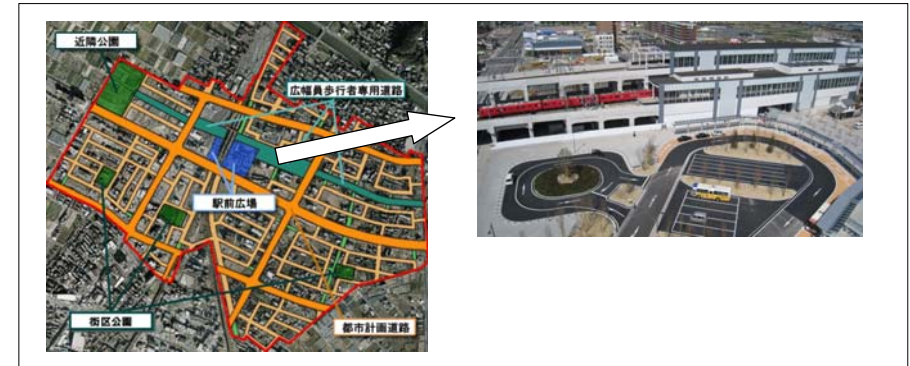 近隣公園
広幅員歩行者専用道路
駅前広場
街区公園
都市計画道路